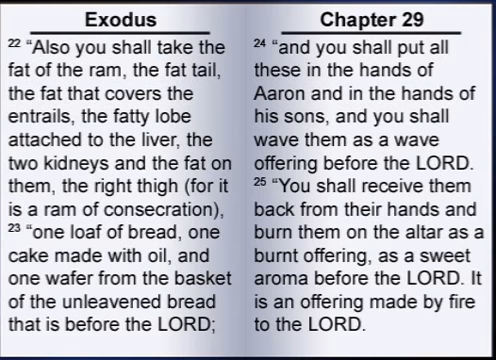 Exodus
22 “Also you shall take the
fat of the ram, the fat tail,
the fat that covers the
entrails, the fatty lobe
attached to the liver, the
two kidneys and the fat on
them, the right thigh (for it
is a ram of consecration),
23 “one loaf of bread, one
cake made with oil, and
one wafer from the basket
of the unleavened bread
that is before the LORD;
Chapter 29
24 “and you shall put all
these in the hands of
Aaron and in the hands of
his sons, and you shall
wave them as a wave
offering before the LORD.
25 “You shall receive them
back from their hands and
burn them on the altar as a
burnt offering, as a sweet
aroma before the LORD. It
is an offering made by fire
to the LORD.